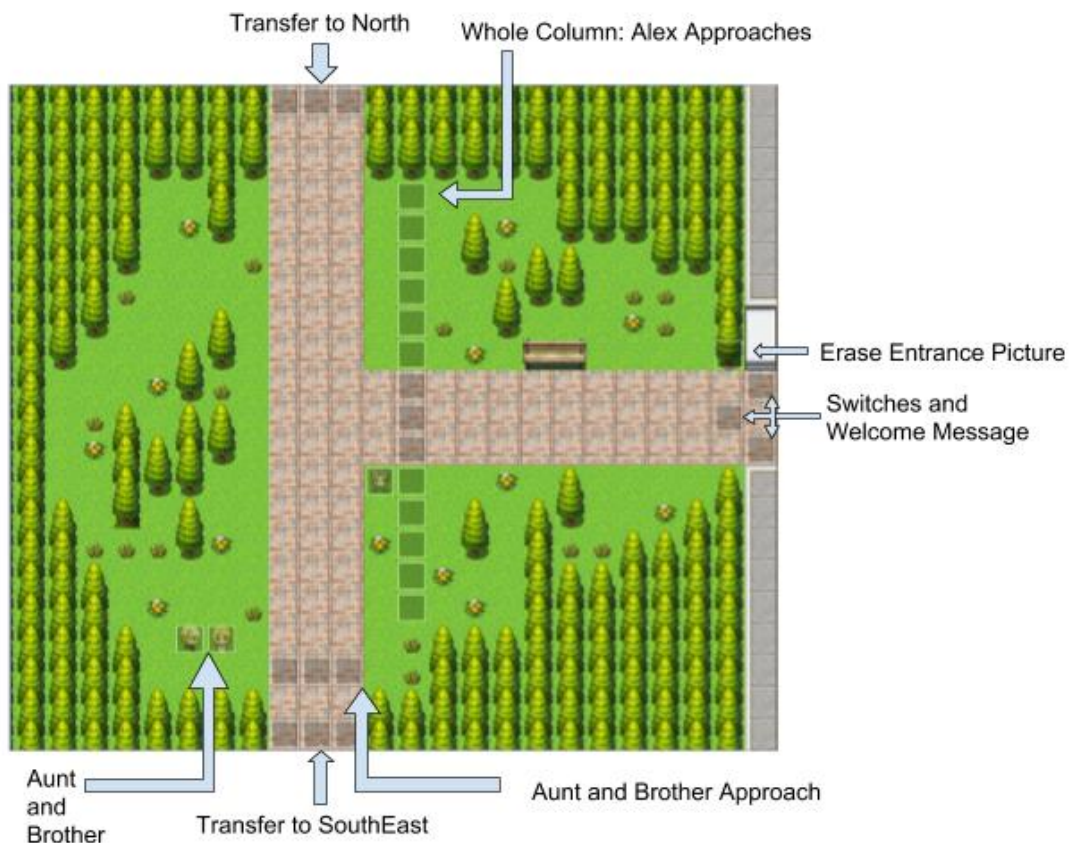 Transfer to North
Whole Column: Alex Approaches
Erase Entrance Picture
Switches and
Welcome Message
Aunt and Brother Approach
Aunt
and
Brother
Transfer to SouthEast